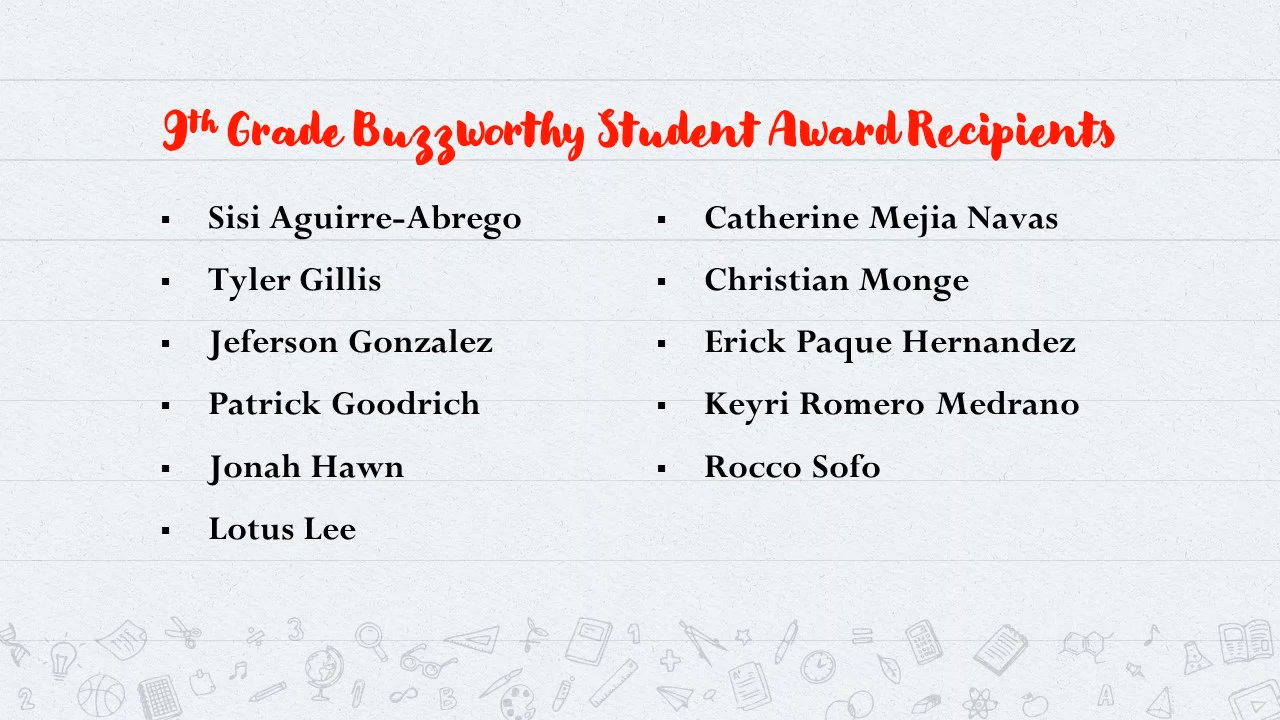 9th Grade Buzzworthy Student Award Recipients
▪ Sisi Aguirre-Abrego
▪ Tyler Gillis
▪ Jeferson Gonzalez
▪ Patrick Goodrich
▪ Jonah Hawn
▪ Lotus Lee
▪ Catherine Mejia Navas
▪ Christian Monge
▪ Erick Paque Hernandez
▪ Keyri Romero Medrano
▪ Rocco Sofo